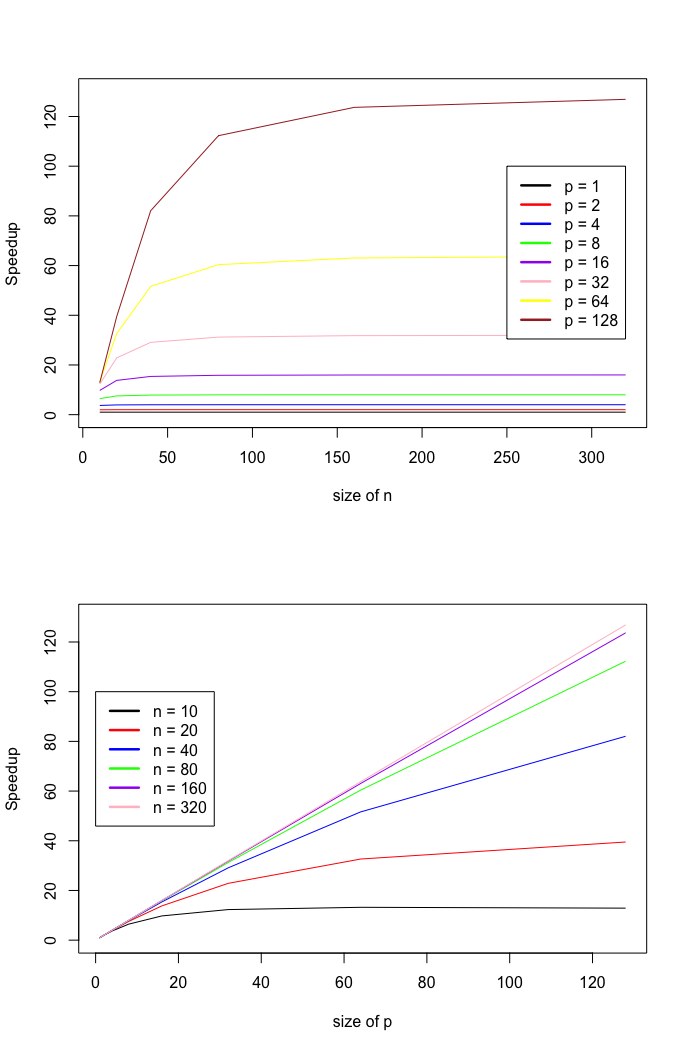 120
100
80
60
40
20
0
Speedup
p = 1
p = 2
p = 4
p = 8
p = 16
p = 32
p = 64
p = 128
0 50 100 150 200 250 300
size of n
120
100
80
60
40
20
0
Speedup
n = 10
n = 20
n = 40
n = 80
n = 160
n = 320
0 20 40 60 80 100 120
size of p